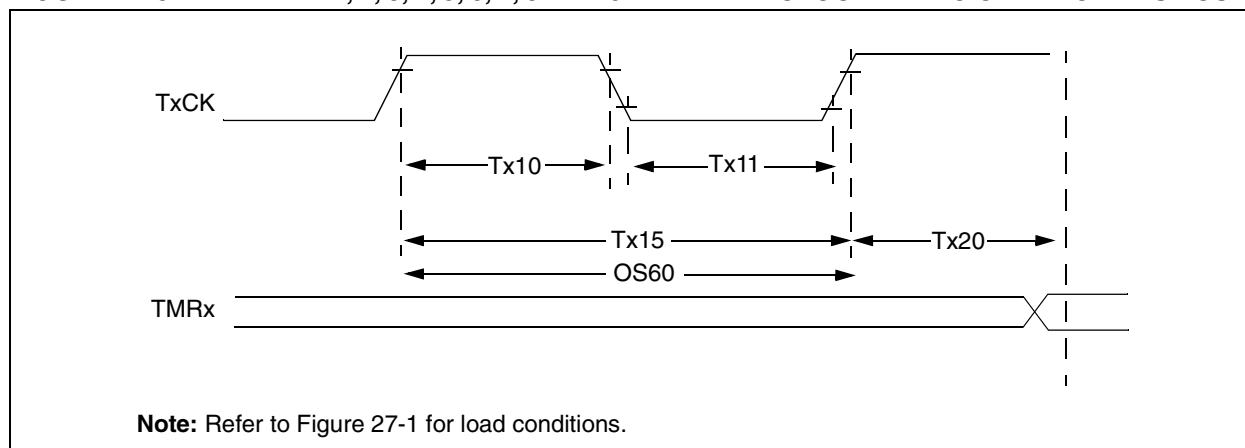 TxCK
Tx10
Tx11
Tx15
Tx20
OS60
TMRx
Note: Refer to Figure 27-1 for load conditions.